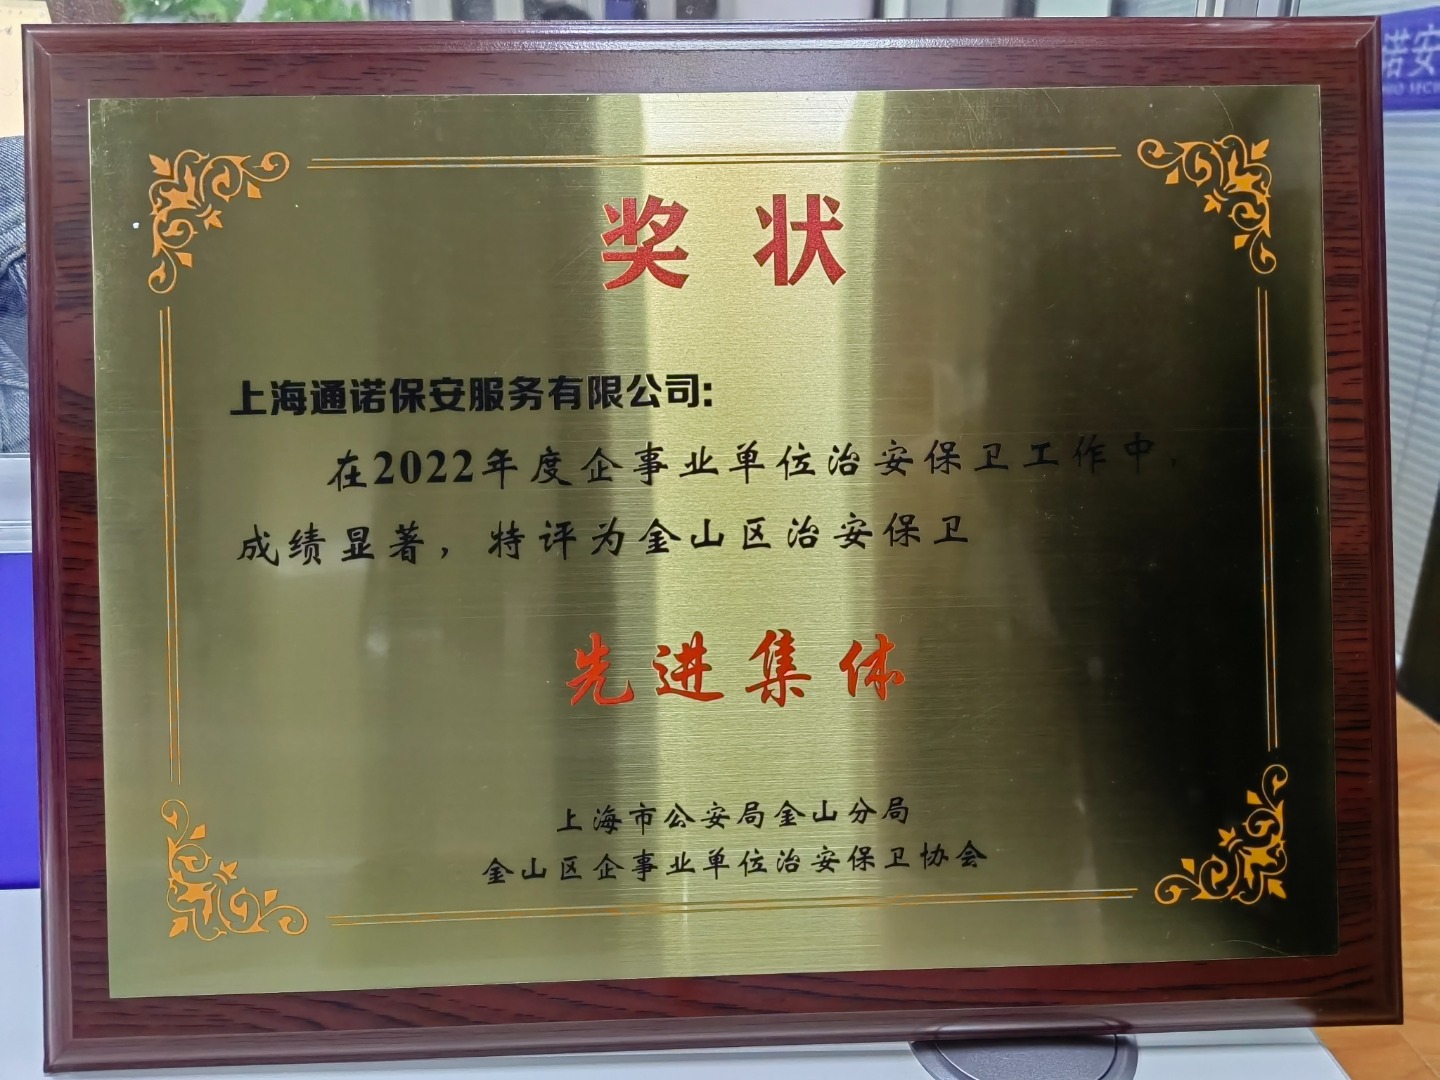 奖状
上海通诺保安服务有限公司:
在2022年度企事业单位治安保卫工作中,
成绩显著，特评为金山区治安保卫
先进集体
上海市公安局金山分局
金山区企事业单位治安保卫协会
诺安